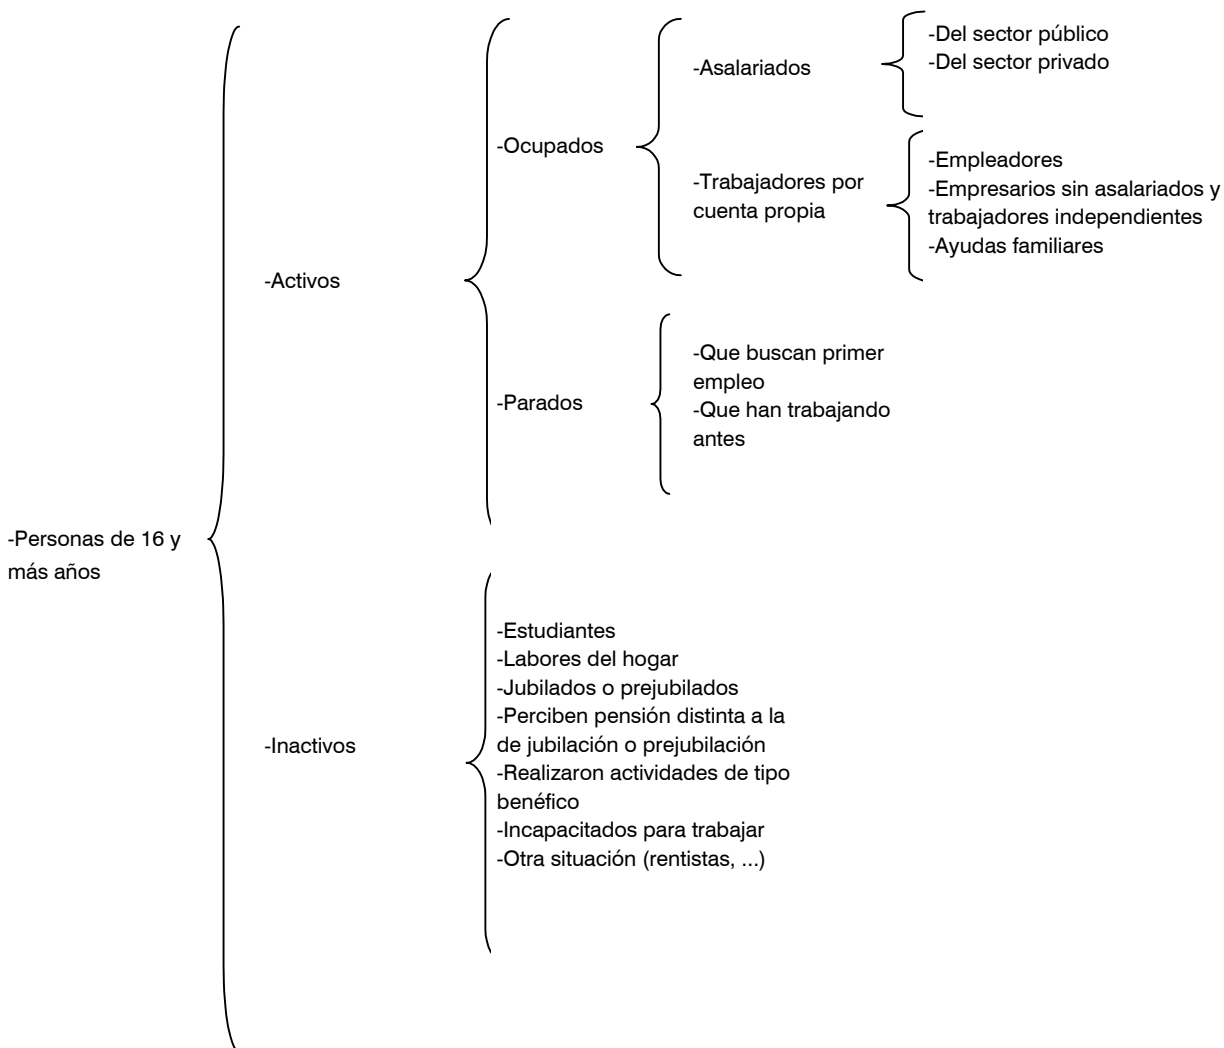 -Personas de 16 y
más años
-Activos
-Ocupados
-Asalariados
-Del sector público
-Del sector privado
-Trabajadores por
cuenta propia
-Empleadores
-Empresarios sin asalariados y
trabajadores independientes
-Ayudas familiares
-Parados
-Que buscan primer
empleo
-Que han trabajando
antes
-Inactivos
-Estudiantes
-Labores del hogar
-Jubilados o prejubilados
-Perciben pensión distinta a la
de jubilación o prejubilación
-Realizaron actividades de tipo
benéfico
-Incapacitados para trabajar
-Otra situación (rentistas, ...)